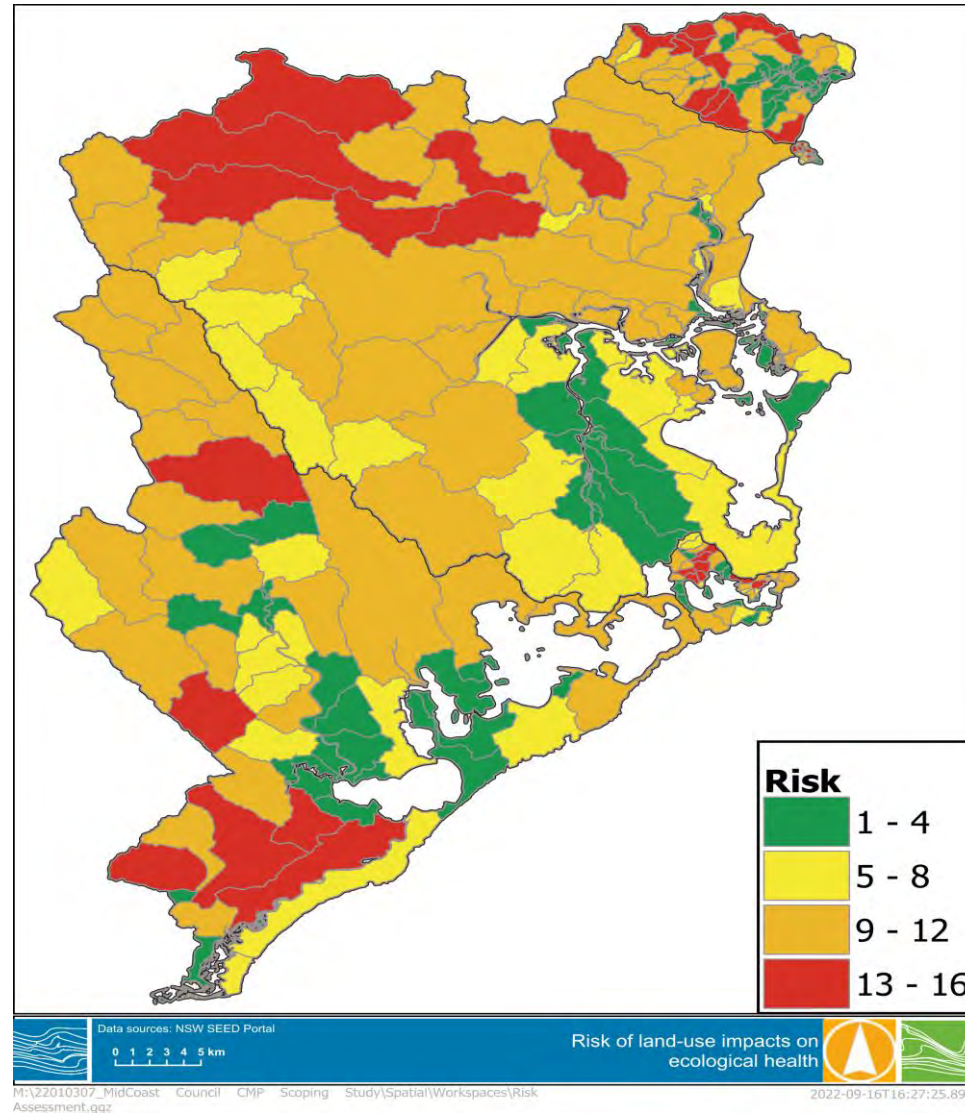 Risk
1 - 4
5 - 8
9 - 12
13 - 16
Data sources: NSW SEED Portal
0 1 2 3 4 5 km
Risk of land-use impacts on
ecological health
M:\22010307_MidCoast Council CMP Scoping Study\Spatial\Workspaces\Risk
Assessment.qgz
2022-09-16T16:27:25.89